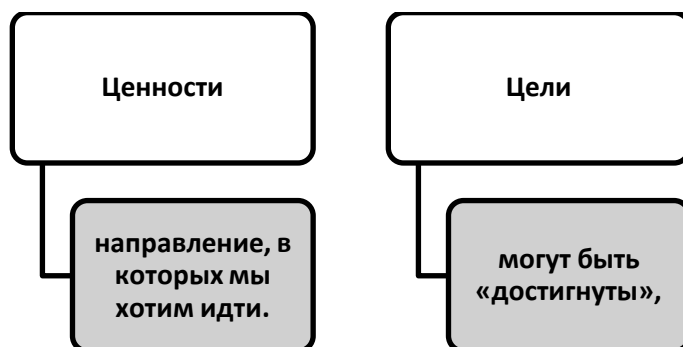 Ценности
Цели
направление, в
которых мы
хотим идти.
могут быть
«достигнуты»,